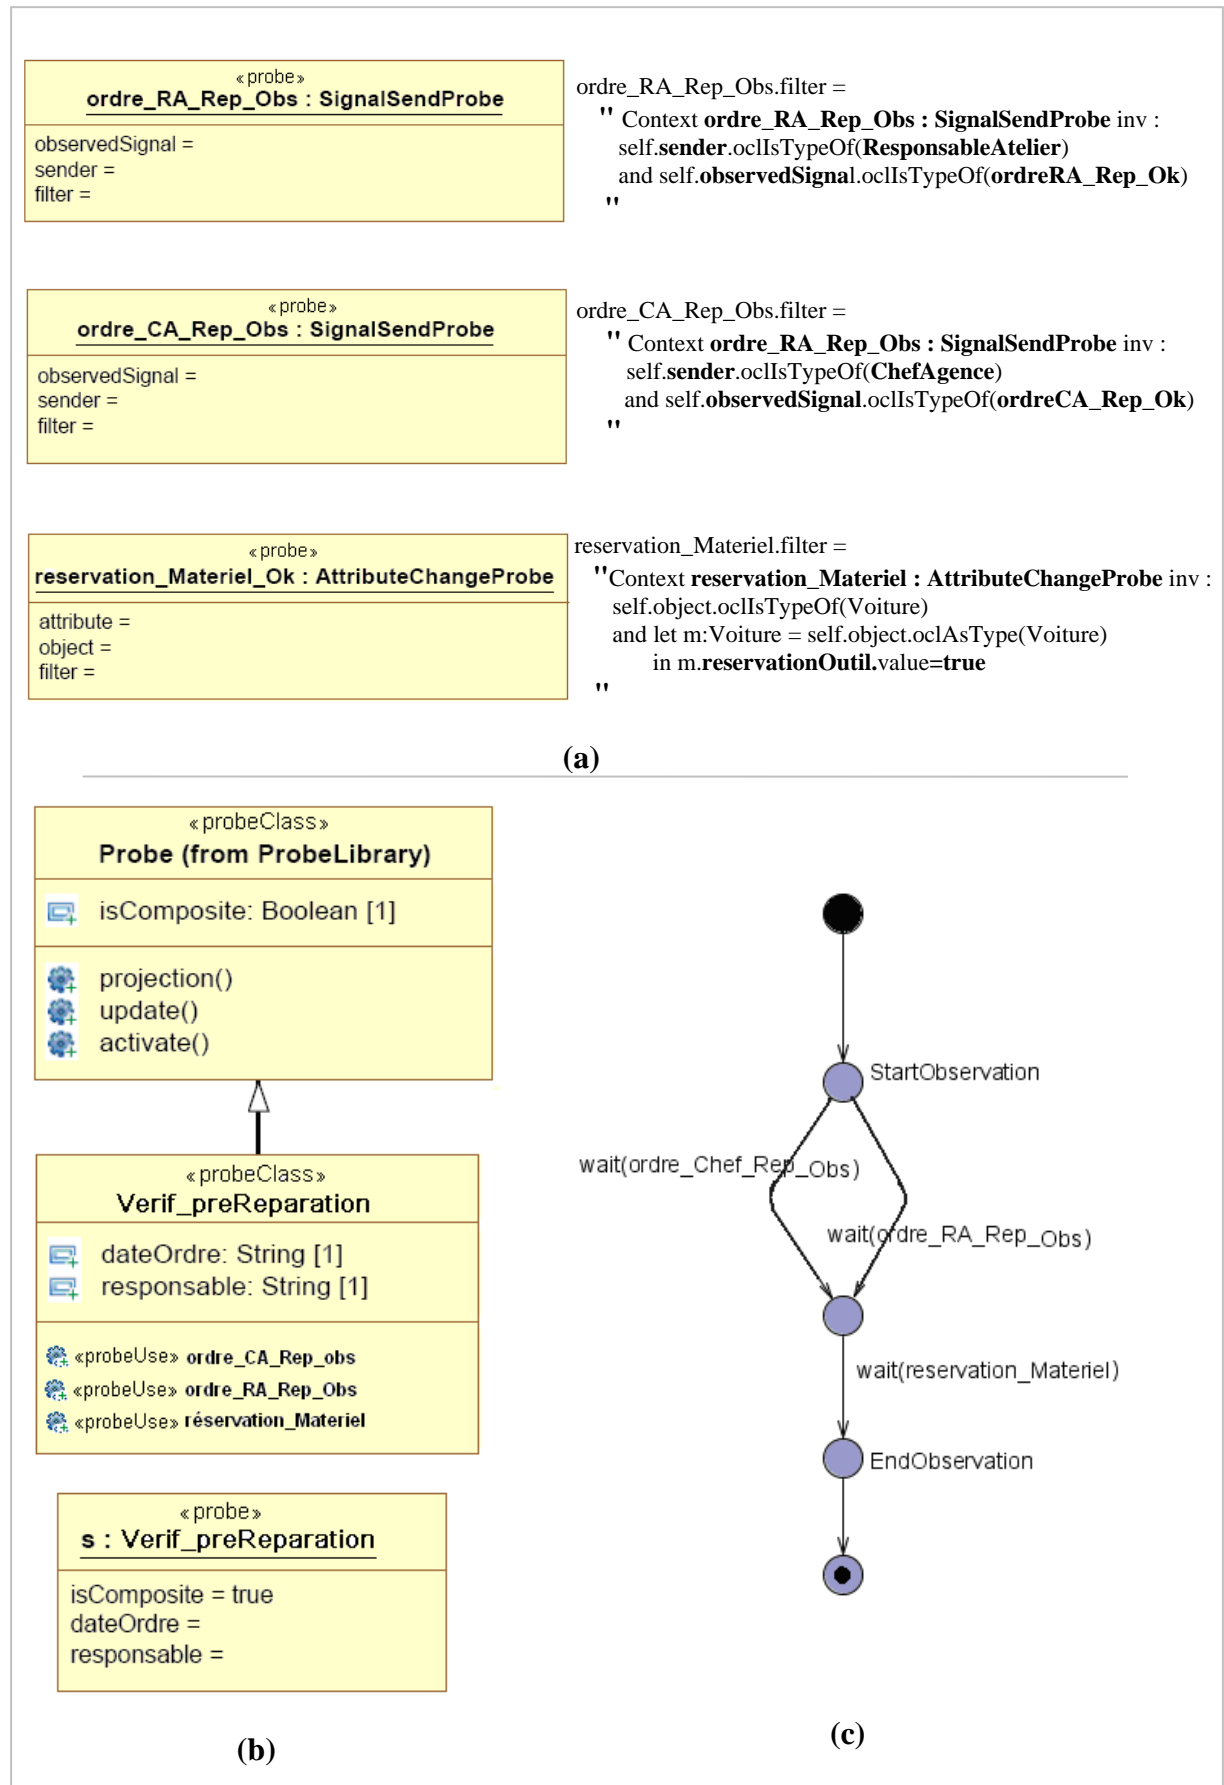 «probe»
ordre_RA_Rep_Obs : SignalSendProbe
observedSignal =
sender =
filter =
ordre_RA_Rep_Obs.filter =
" Context ordre_RA_Rep_Obs : SignalSendProbe inv :
self.sender.oclIsTypeOf(ResponsableAtelier)
and self.observedSignal.oclIsTypeOf(ordreRA_Rep_Ok)
"
«probe»
ordre_CA_Rep_Obs : SignalSendProbe
observedSignal =
sender =
filter =
ordre_CA_Rep_Obs.filter =
" Context ordre_RA_Rep_Obs : SignalSendProbe inv :
self.sender.oclIsTypeOf(ChefAgence)
and self.observedSignal.oclIsTypeOf(ordreCA_Rep_Ok)
"
«probe»
reservation_Materiel_Ok : AttributeChangeProbe
attribute =
object =
filter =
reservation_Materiel.filter =
"Context reservation_Materiel : AttributeChangeProbe inv :
self.object.oclIsTypeOf(Voiture)
and let m:Voiture = self.object.oclAsType(Voiture)
in m.reservationOutil.value=true
"
(a)
«probeClass»
Probe (from ProbeLibrary)
isComposite: Boolean [1]
projection()
update()
activate()
«probeClass»
Verif_preReparation
dateOrdre: String [1]
responsable: String [1]
«probeUse» ordre_CA_Rep_obs
«probeUse» ordre_RA_Rep_Obs
«probeUse» réservation_Materiel
«probe»
s : Verif_preReparation
isComposite = true
dateOrdre =
responsable =
(b)
StartObservation
wait(ordre_Chef_Rep_Obs)
wait(ordre_RA_Rep_Obs)
wait(reservation_Materiel)
EndObservation
(c)